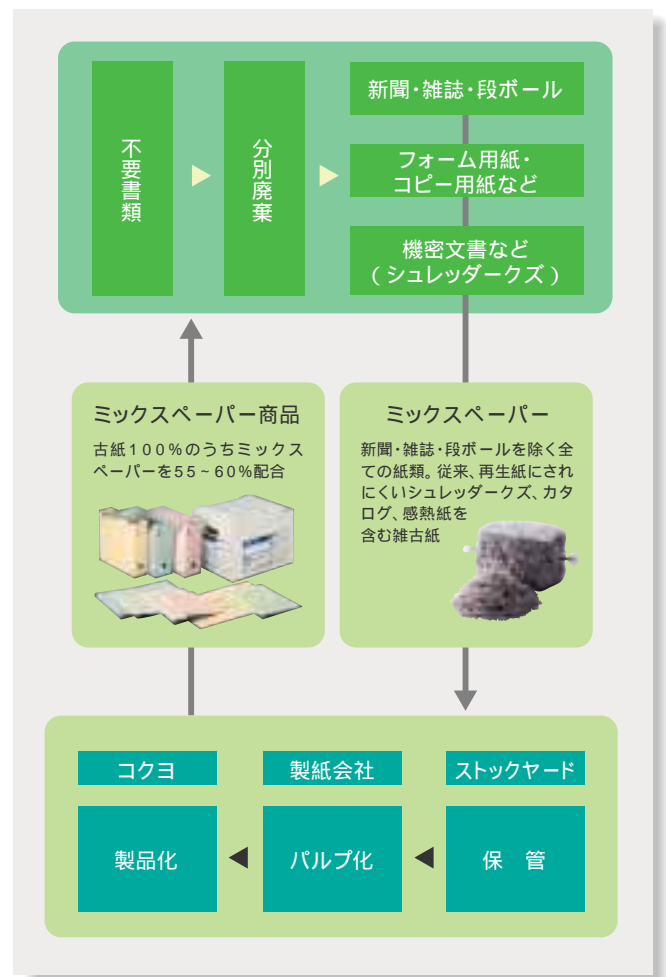 不要書類
分別廃棄
新聞・雑誌・段ボール
フォーム用紙・
コピー用紙など
機密文書など
(シュレッダークズ)
ミックスペーパー商品
古紙100%のうちミックス
ペーパーを55~60%配合
ミックスペーパー
新聞・雑誌・段ボールを除く全
ての紙類。従来、再生紙にされ
にくいシュレッダークズ、カタ
ログ、感熱紙を
含む雑古紙
コクヨ
製紙会社
ストックヤード
製品化
パルプ化
保 管